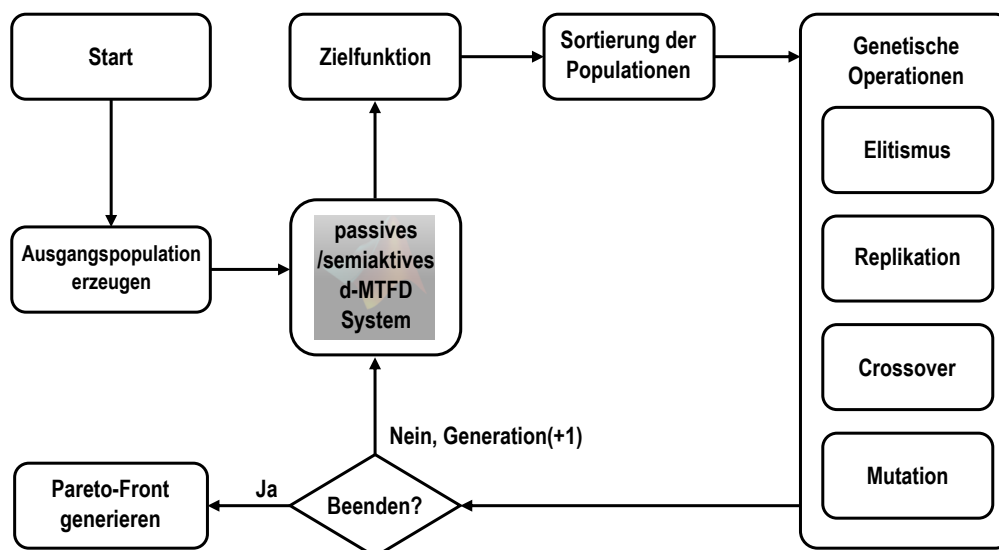 Start
Zielfunktion
Sortierung der
Populationen
Genetische
Operationen
Elitismus
Replikation
Crossover
Mutation
Ausgangspopulation
erzeugen
passives
/semiaktives
d-MTFD
System
Nein, Generation(+1)
Beenden?
Ja
Pareto-Front
generieren